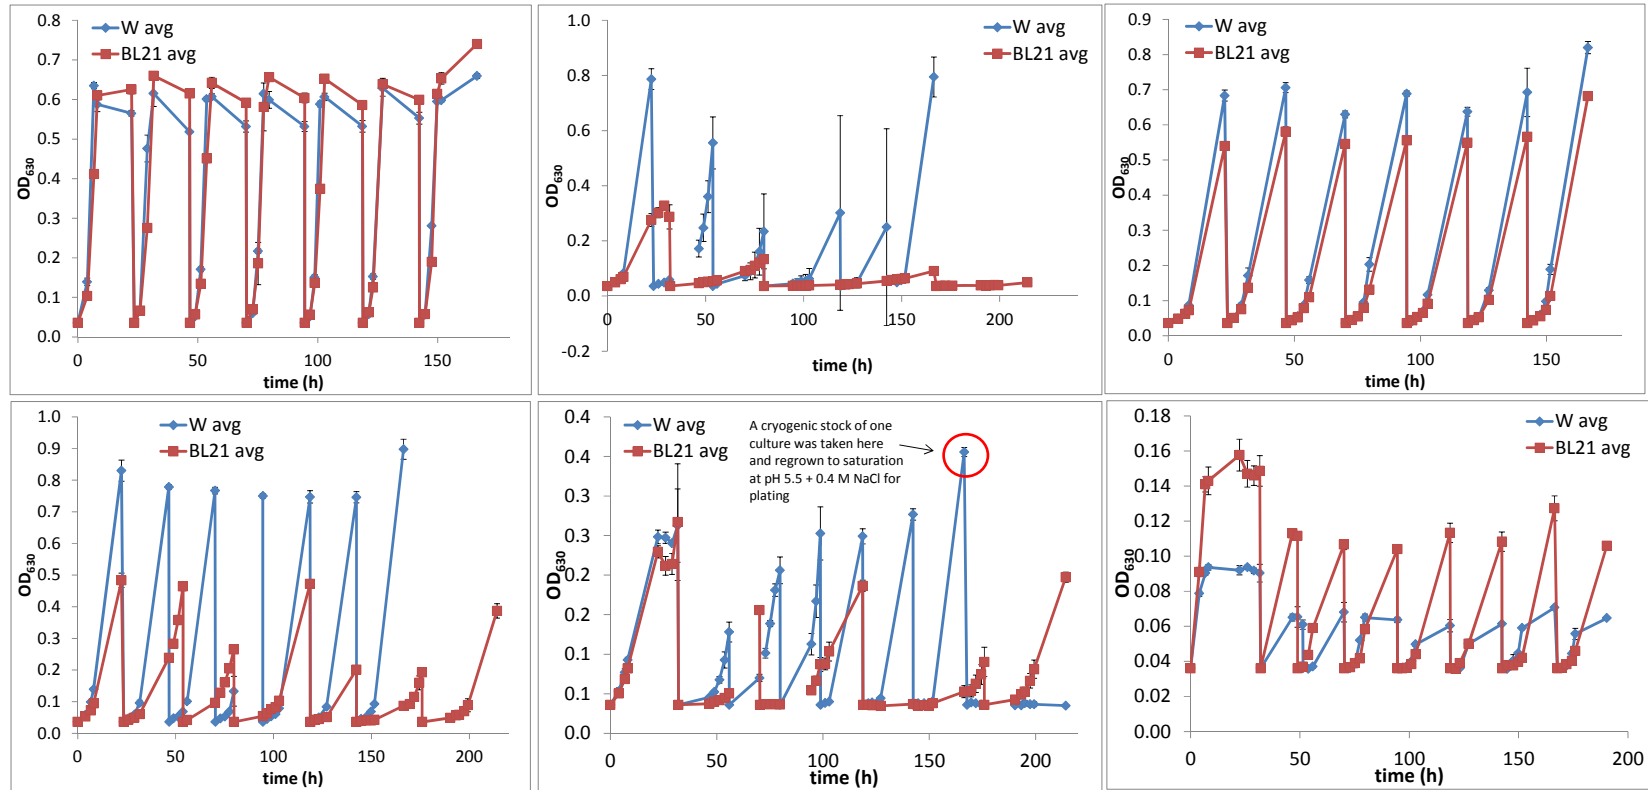 0.8
0.7
0.6
0.5
0.4
0.3
0.2
0.1
0.0
OD630
W avg
BL21 avg
0 50 100 150
time (h)
1.0
0.8
0.6
0.4
0.2
0.0
-0.2
OD630
W avg
BL21 avg
0 50 100 150 200
time (h)
0.9
0.8
0.7
0.6
0.5
0.4
0.3
0.2
0.1
0.0
OD630
W avg
BL21 avg
0 50 100 150
time (h)
1.0
0.9
0.8
0.7
0.6
0.5
0.4
0.3
0.2
0.1
0.0
OD630
W avg
BL21 avg
0 50 100 150 200
time (h)
0.4
0.4
0.3
0.3
0.2
0.2
0.1
0.1
0.0
OD630
W avg
BL21 avg
A cryogenic stock of one
culture was taken here
and regrown to saturation
at pH 5.5 + 0.4 M NaCl for
plating
0 50 100 150 200
time (h)
0.18
0.16
0.14
0.12
0.10
0.08
0.06
0.04
0.02
0.00
OD630
W avg
BL21 avg
0 50 100 150 200
time (h)